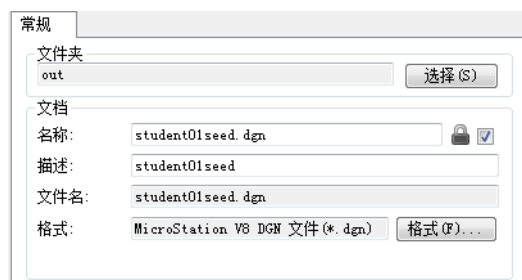 常规
文件夹
out 选择(S)
文档
名称: student01seed.dgn
描述: student01seed
文件名: student01seed.dgn
格式: MicroStation V8 DGN 文件(*.dgn) 格式(F)...